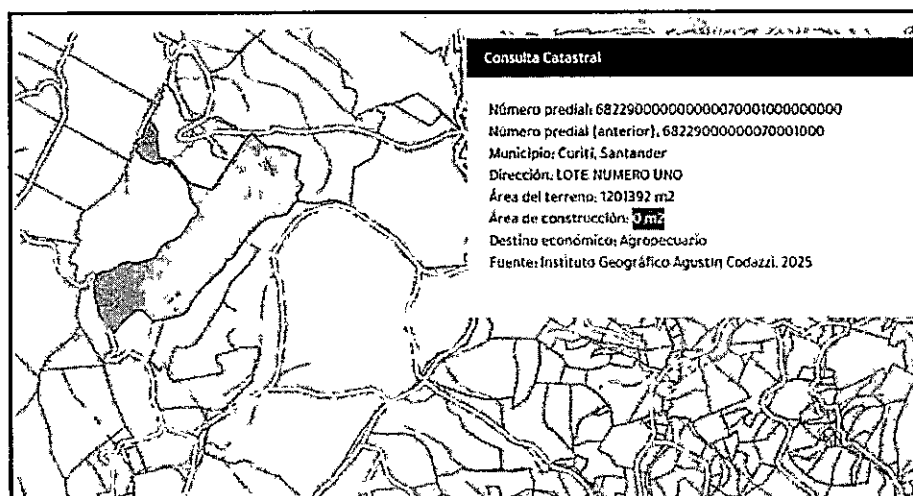 Consulta Catastral
Número predial: 682290000000000070001000000000
Número predial (anterior): 68229000000070001000
Municipio: Curití, Santander
Dirección: LOTE NUMERO UNO
Área del terreno: 1201392 m2
Área de construcción: 0 m2
Destino económico: Agropecuario
Fuente: Instituto Geográfico Agustín Codazzi, 2025